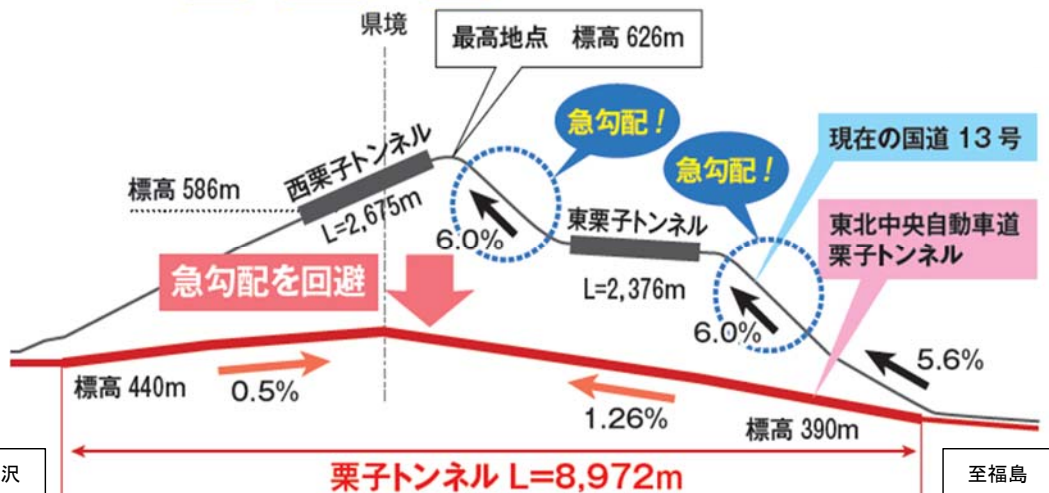 県境
最高地点 標高 626m
急勾配！
急勾配！
現在の国道 13 号
西栗子トンネル
L=2,675m
標高 586m
6.0%
東栗子トンネル
L=2,376m
東北中央自動車道
栗子トンネル
急勾配を回避
6.0%
5.6%
標高 440m
0.5%
1.26%
標高 390m
沢
栗子トンネル L=8,972m
至福島